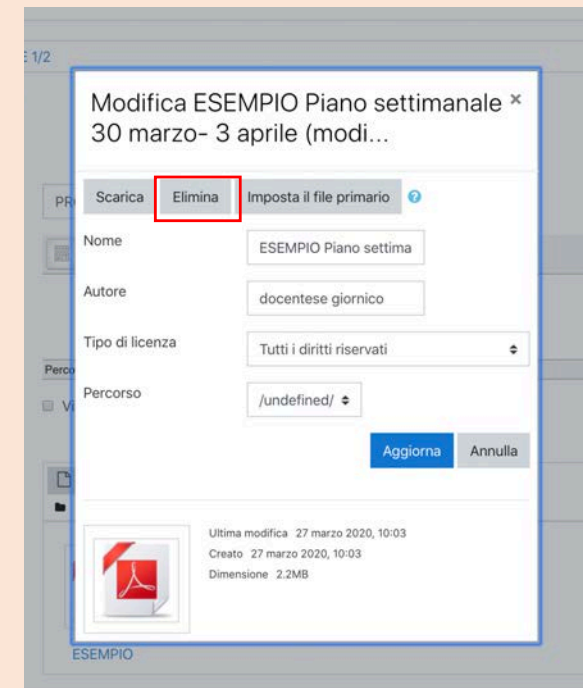 E 1/2
Modifica ESEMPIO Piano settimanale ×
30 marzo- 3 aprile (modi...
Scarica Elimina Imposta il file primario ?
Nome ESEMPIO Piano settima
Autore docentese giornico
Tipo di licenza Tutti i diritti riservati
Percorso /undefined/
Aggiorna Annulla
Ultima modifica 27 marzo 2020, 10:03
Creato 27 marzo 2020, 10:03
Dimensione 2.2MB
ESEMPIO